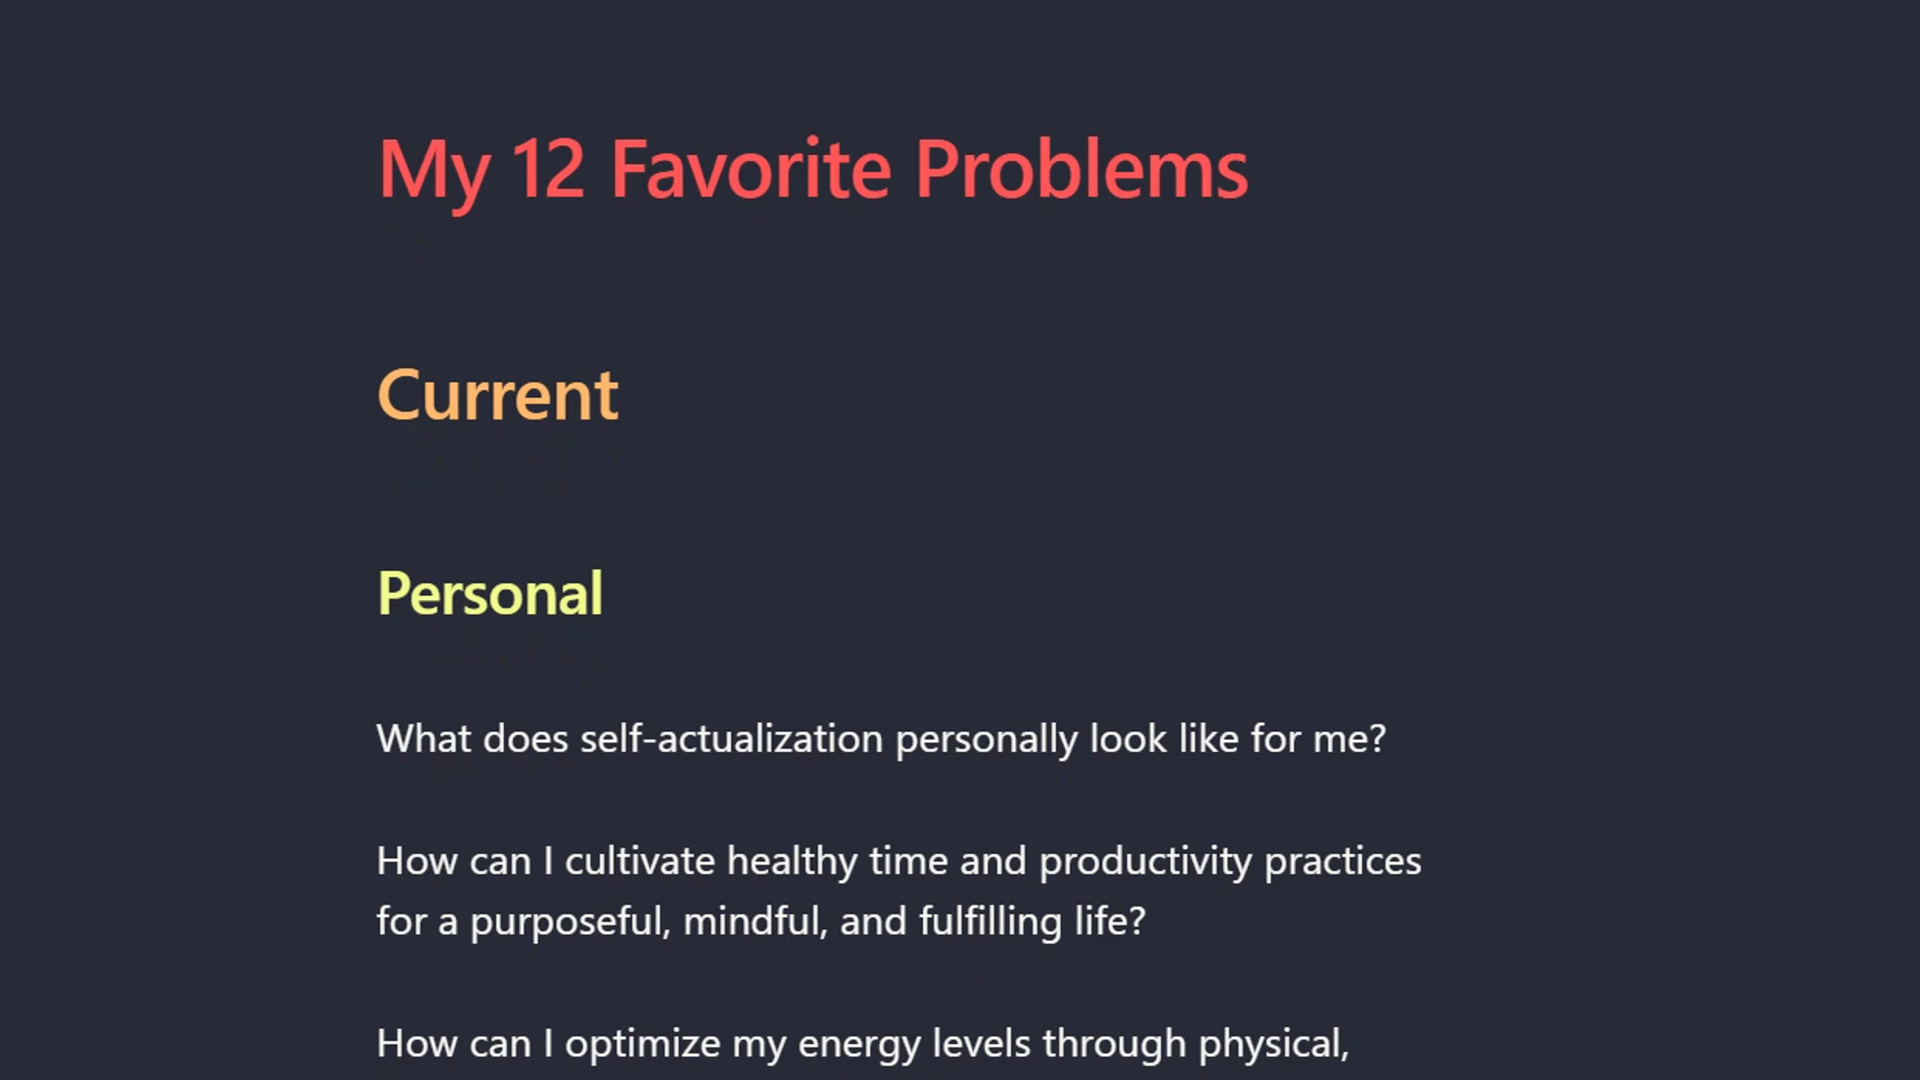 My 12 Favorite Problems
Current
Personal
What does self-actualization personally look like for me?
How can I cultivate healthy time and productivity practices
for a purposeful, mindful, and fulfilling life?
How can I optimize my energy levels through physical,